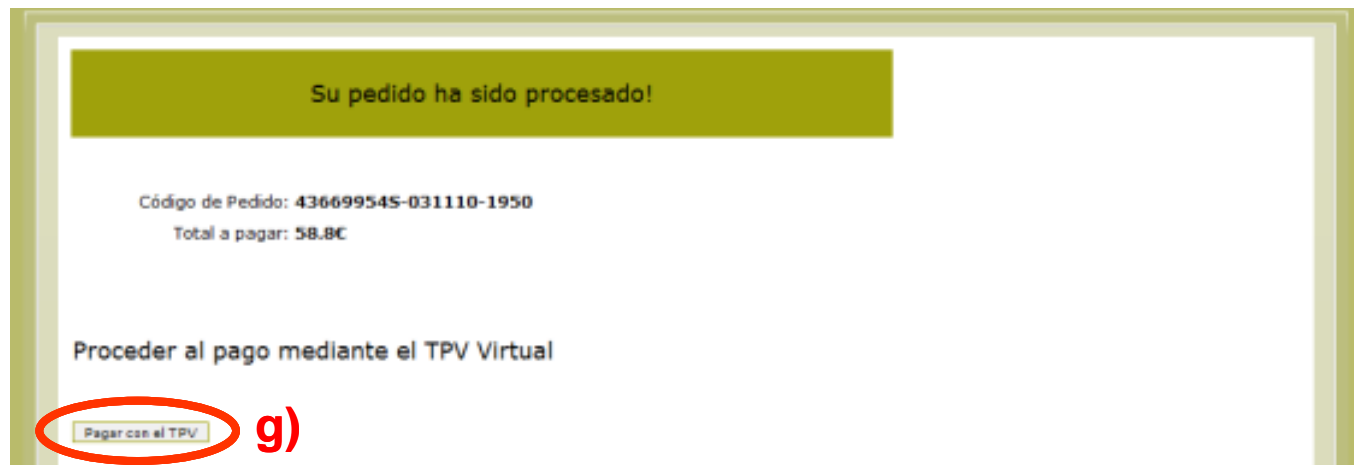 Su pedido ha sido procesado!
Código de Pedido: 43669954S-031110-1950
Total a pagar: 58.8€
Proceder al pago mediante el TPV Virtual
Pagar con el TPV g)